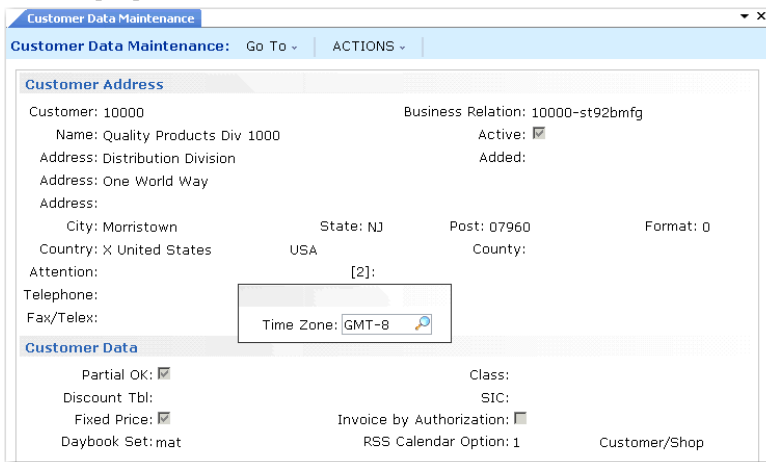 Customer Data Maintenance
Customer Data Maintenance: Go To ACTIONS
Customer Address
Customer: 10000 Business Relation: 10000-st92bmfg
Name: Quality Products Div 1000 Active:
Address: Distribution Division Added:
Address: One World Way
Address:
City: Morristown State: NJ Post: 07960 Format: 0
Country: X United States USA County:
Attention: [2]:
Telephone:
Fax/Telex: Time Zone: GMT-8
Customer Data
Partial OK: Class:
Discount Tbl: SIC:
Fixed Price: Invoice by Authorization:
Daybook Set: mat RSS Calendar Option: 1 Customer/Shop